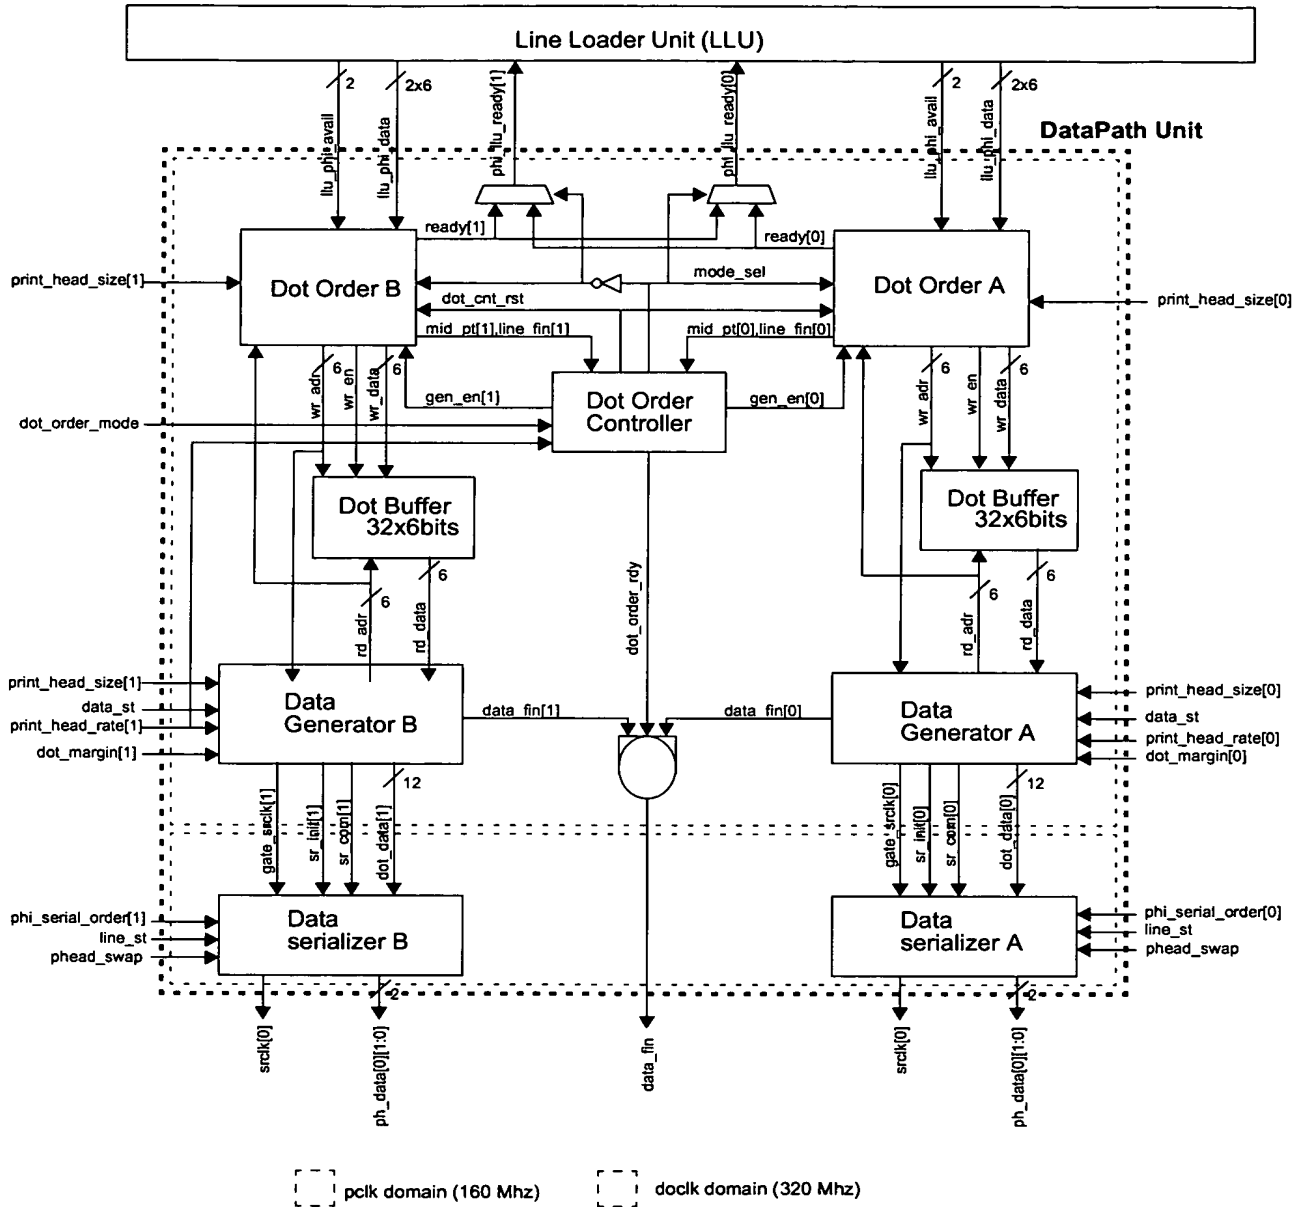 Line Loader Unit (LLU)
2
2x6
2
2x6
llu_phi_avail
llu_phi_data
phi_llu_ready[1]
phi_llu_ready[0]
llu_phi_avail
llu_phi_data
DataPath Unit
ready[1]
ready[0]
print_head_size[1]
Dot Order B
mode_sel
Dot Order A
print_head_size[0]
dot_cnt_rst
mid_pt[1],line_fin[1]
mid_pt[0],line_fin[0]
6
6
6
6
wr_adr
wr_en
wr_data
wr_adr
wr_en
wr_data
gen_en[1]
Dot Order
Controller
gen_en[0]
dot_order_mode
Dot Buffer
32x6bits
Dot Buffer
32x6bits
6
6
6
6
rd_adr
rd_data
dot_order_rdy
rd_adr
rd_data
print_head_size[1]
data_st
print_head_rate[1]
dot_margin[1]
Data
Generator B
data_fin[1]
data_fin[0]
Data
Generator A
print_head_size[0]
data_st
print_head_rate[0]
dot_margin[0]
12
12
gate_srclk[1]
sr_init[1]
sr_com[1]
dot_data[1]
gate_srclk[0]
sr_init[0]
sr_com[0]
dot_data[0]
phi_serial_order[1]
line_st
phead_swap
Data
serializer B
Data
serializer A
phi_serial_order[0]
line_st
phead_swap
2
2
srclk[0]
ph_data[0][1:0]
data_fin
srclk[0]
ph_data[0][1:0]
pclk domain (160 Mhz)
doclk domain (320 Mhz)